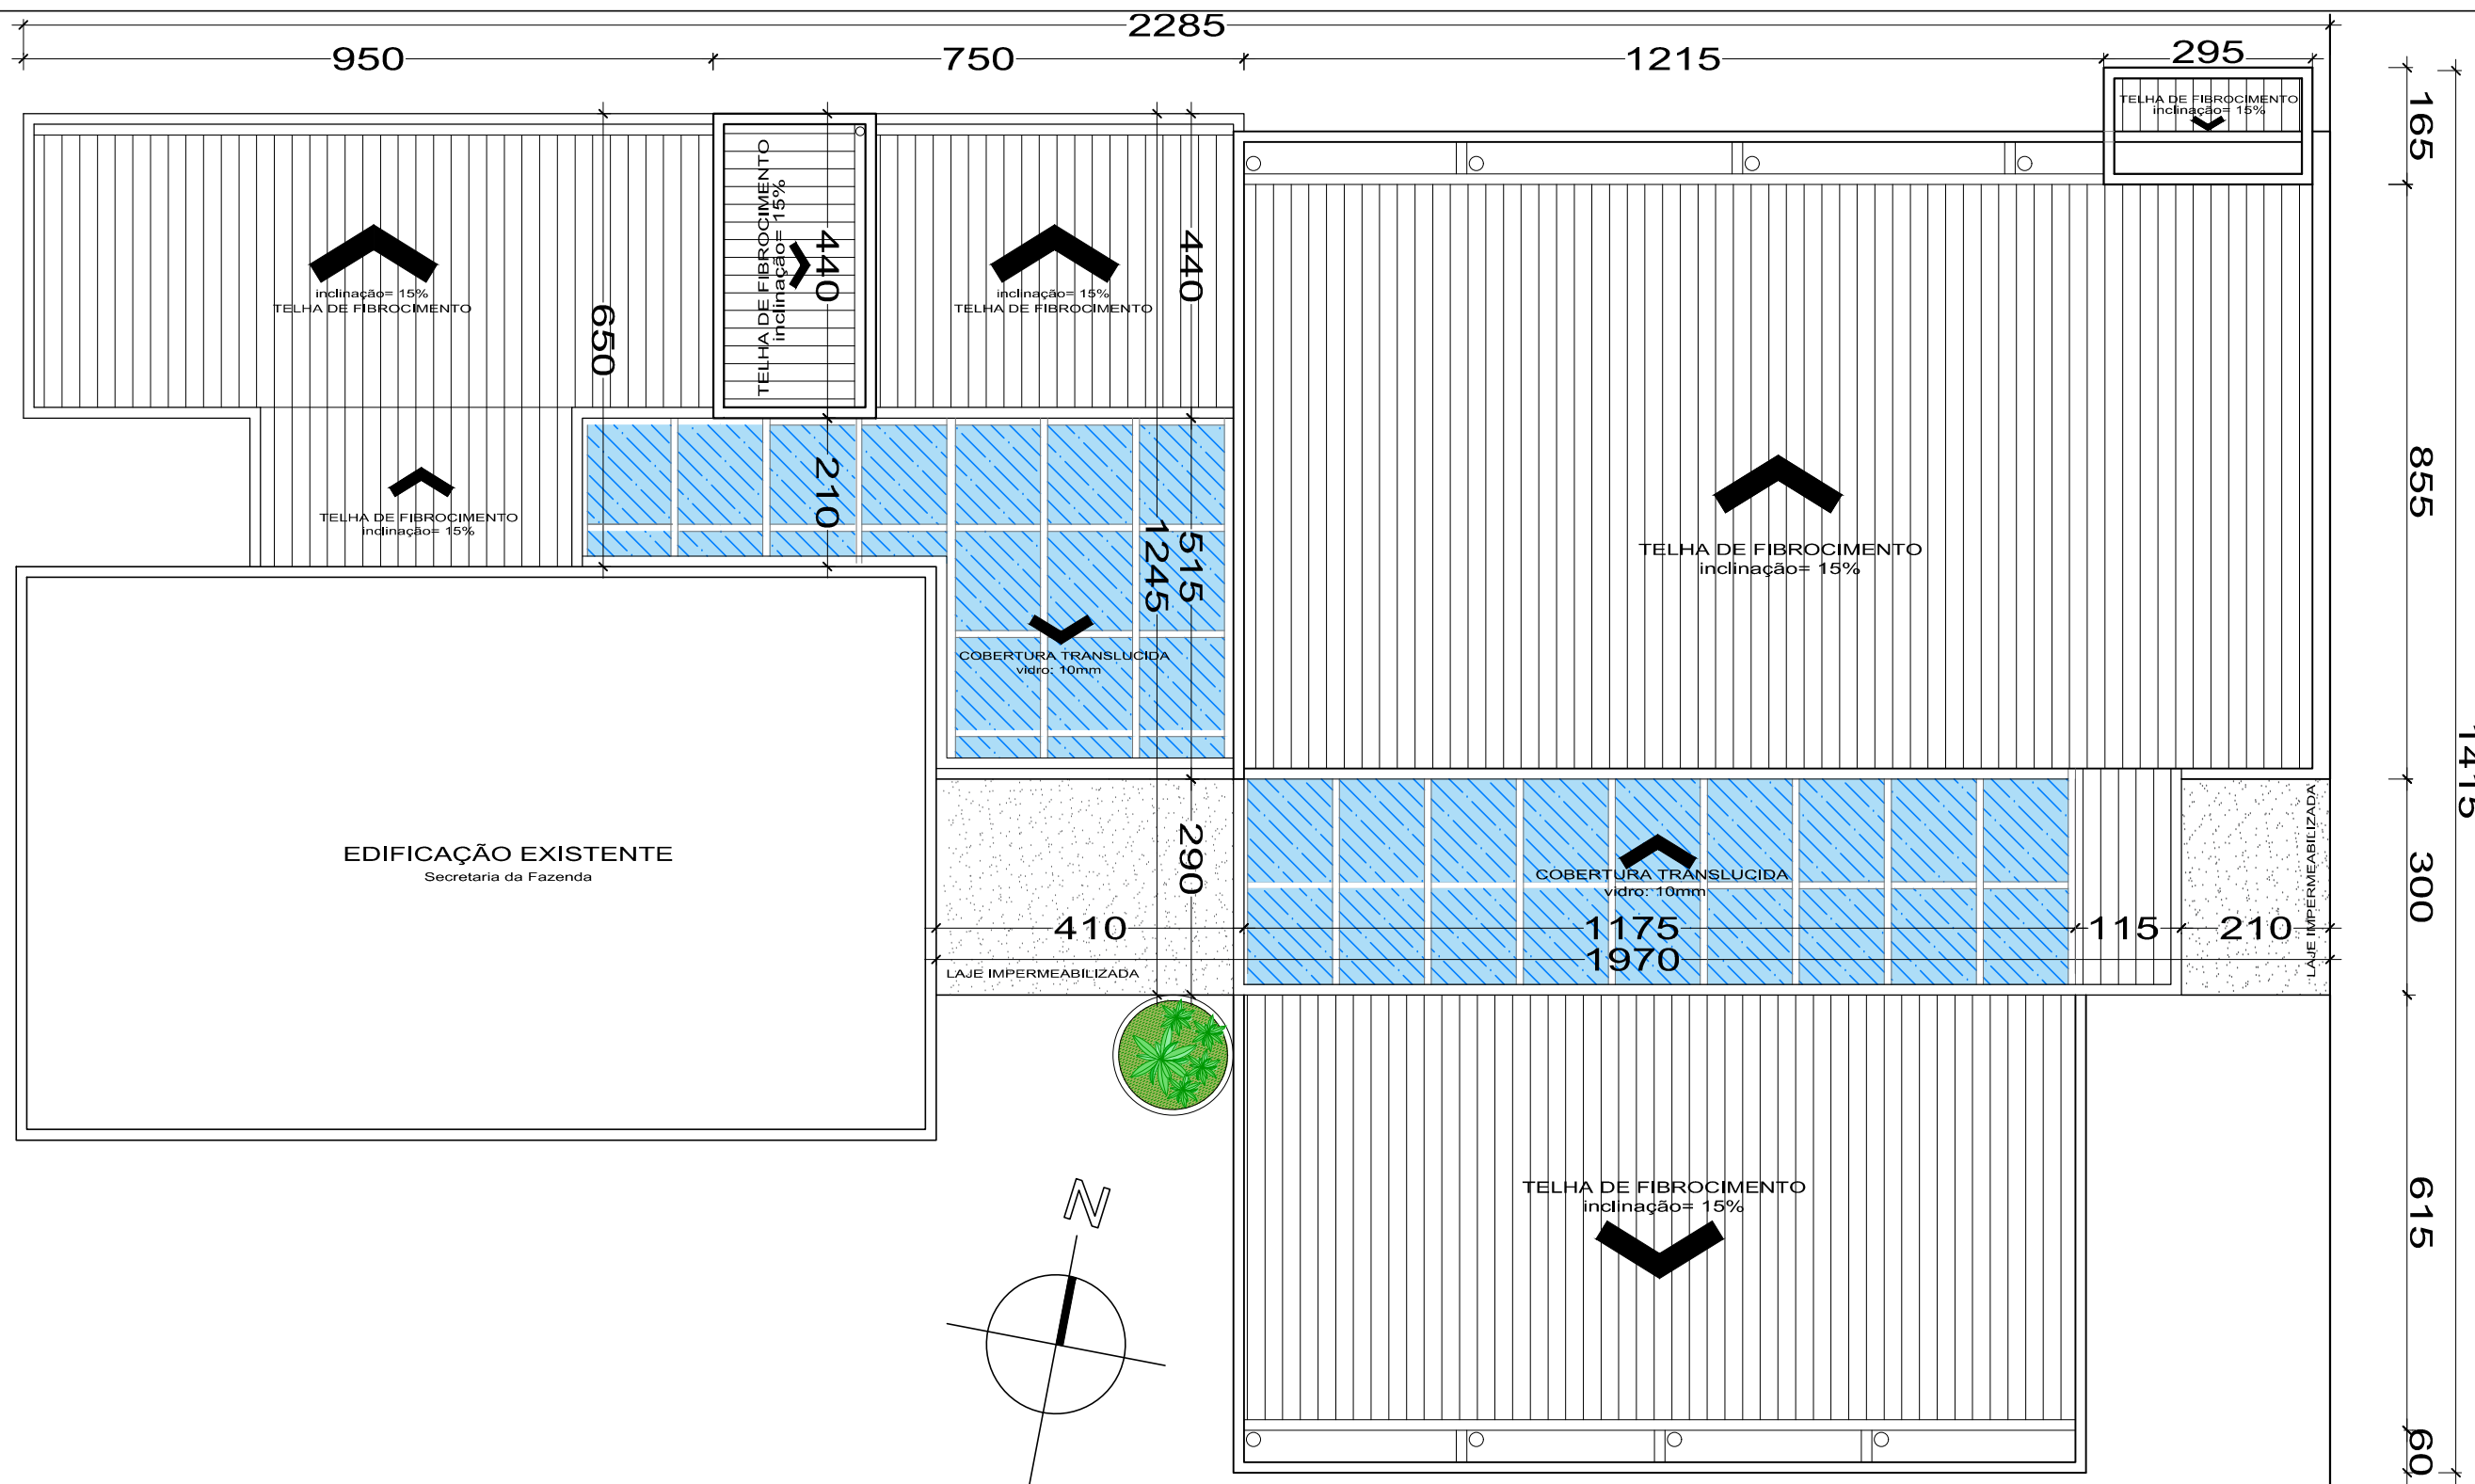 2285
950
750
1215
295
TELHA DE FIBROCIMENTO
inclinação= 15%
165
TELHA DE FIBROCIMENTO
inclinação= 15%
440
440
650
inclinação= 15%
TELHA DE FIBROCIMENTO
inclinação= 15%
TELHA DE FIBROCIMENTO
855
210
TELHA DE FIBROCIMENTO
inclinação= 15%
515
1245
TELHA DE FIBROCIMENTO
inclinação= 15%
COBERTURA TRANSLUCIDA
vidro: 10mm
1415
EDIFICAÇÃO EXISTENTE
Secretaria da Fazenda
290
COBERTURA TRANSLUCIDA
vidro: 10mm
LAJE IMPERMEABILIZADA
300
410
1175
115
210
1970
LAJE IMPERMEABILIZADA
TELHA DE FIBROCIMENTO
inclinação= 15%
615
N
60